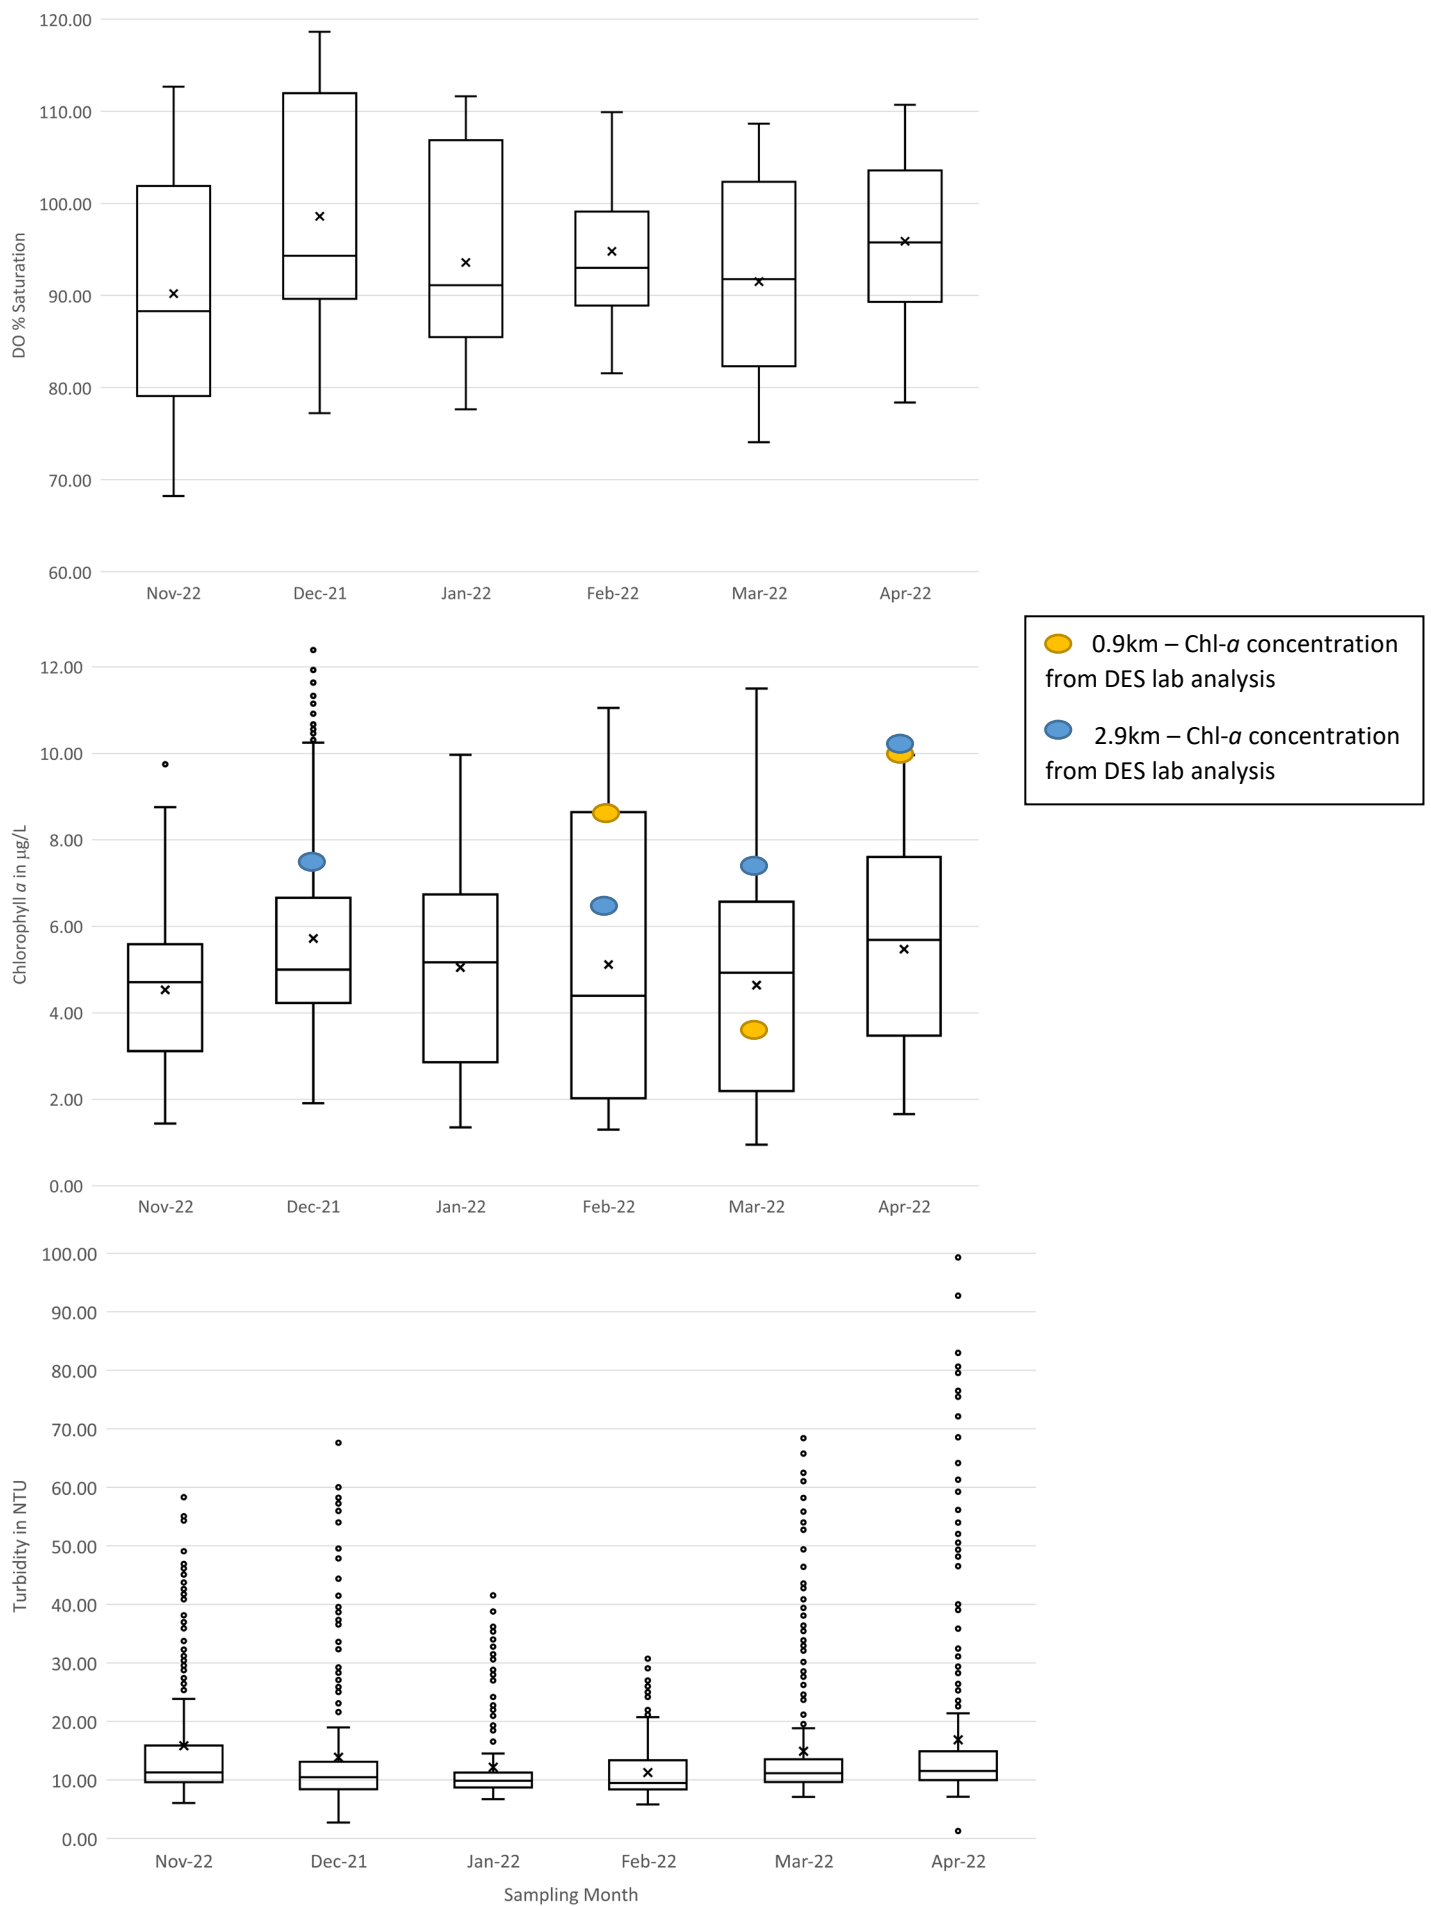 120.00
110.00
100.00
90.00
80.00
70.00
60.00
DO % Saturation
Nov-22 Dec-21 Jan-22 Feb-22 Mar-22 Apr-22
0.9km – Chl-a concentration
from DES lab analysis
2.9km – Chl-a concentration
from DES lab analysis
12.00
10.00
8.00
6.00
4.00
2.00
0.00
Chlorophyll a in µg/L
Nov-22 Dec-21 Jan-22 Feb-22 Mar-22 Apr-22
100.00
90.00
80.00
70.00
60.00
50.00
40.00
30.00
20.00
10.00
0.00
Turbidity in NTU
Nov-22 Dec-21 Jan-22 Feb-22 Mar-22 Apr-22
Sampling Month